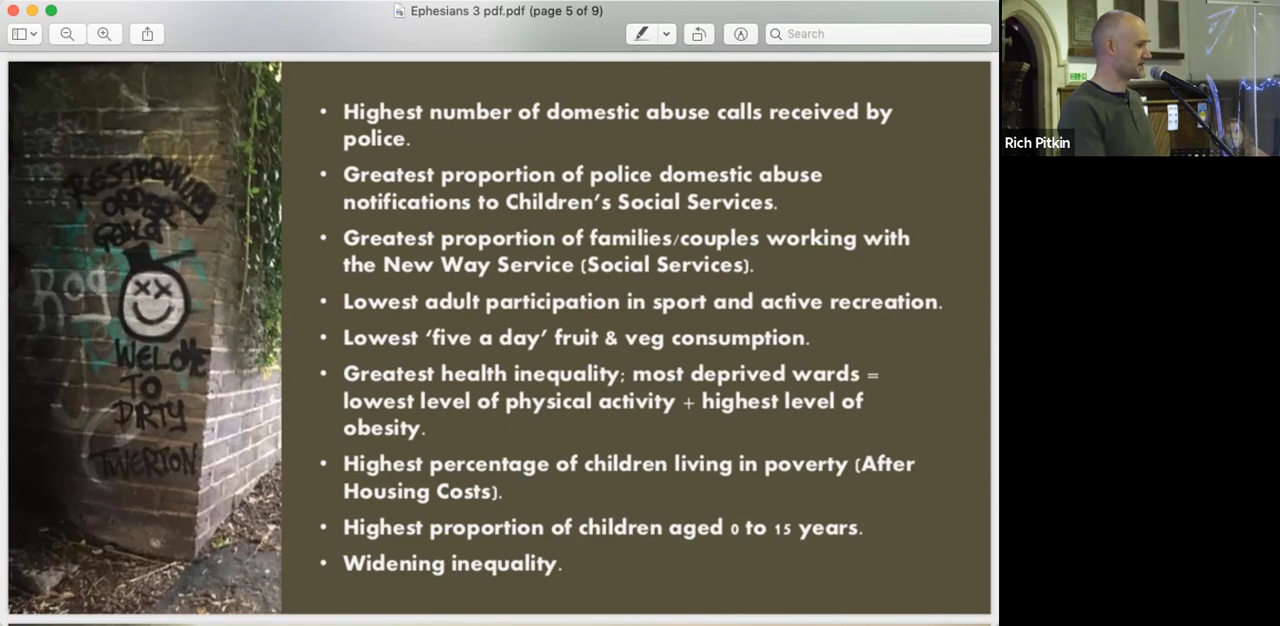 Ephesians 3 pdf.pdf (page 5 of 9)
Search
Rich Pitkin
RESTRAINING
ORDER
WELOME
TO
DIRTY
TWERTON
• Highest number of domestic abuse calls received by
police.
• Greatest proportion of police domestic abuse
notifications to Children's Social Services.
• Greatest proportion of families/couples working with
the New Way Service (Social Services).
• Lowest adult participation in sport and active recreation.
• Lowest ‘five a day’ fruit & veg consumption.
• Greatest health inequality; most deprived wards =
lowest level of physical activity + highest level of
obesity.
• Highest percentage of children living in poverty (After
Housing Costs).
• Highest proportion of children aged 0 to 15 years.
• Widening inequality.